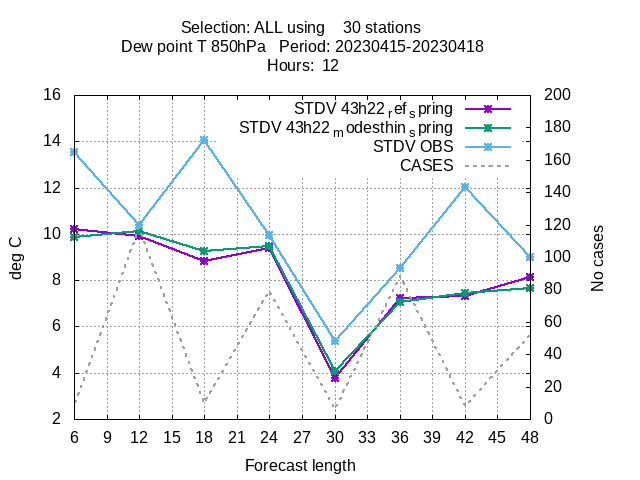 Selection: ALL using    30 stations
Dew point T 850hPa   Period: 20230415-20230418
Hours:  12
STDV 43h22 ref spring
STDV 43h22 modesthin spring
STDV OBS
CASES
16
14
12
10
8
6
4
2
200
180
160
140
120
100
80
60
40
20
0
deg C
No cases
6 9 12 15 18 21 24 27 30 33 36 39 42 45 48
Forecast length